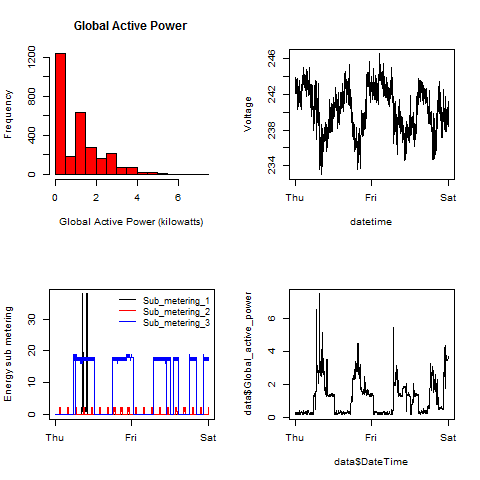 Global Active Power
Frequency
0 400 800 1200
0 2 4 6
Global Active Power (kilowatts)
Voltage
234 238 242 246
Thu Fri Sat
datetime
Energy sub metering
0 10 20 30
Sub_metering_1
Sub_metering_2
Sub_metering_3
Thu Fri Sat
data$Global_active_power
0 2 4 6
Thu Fri Sat
data$DateTime